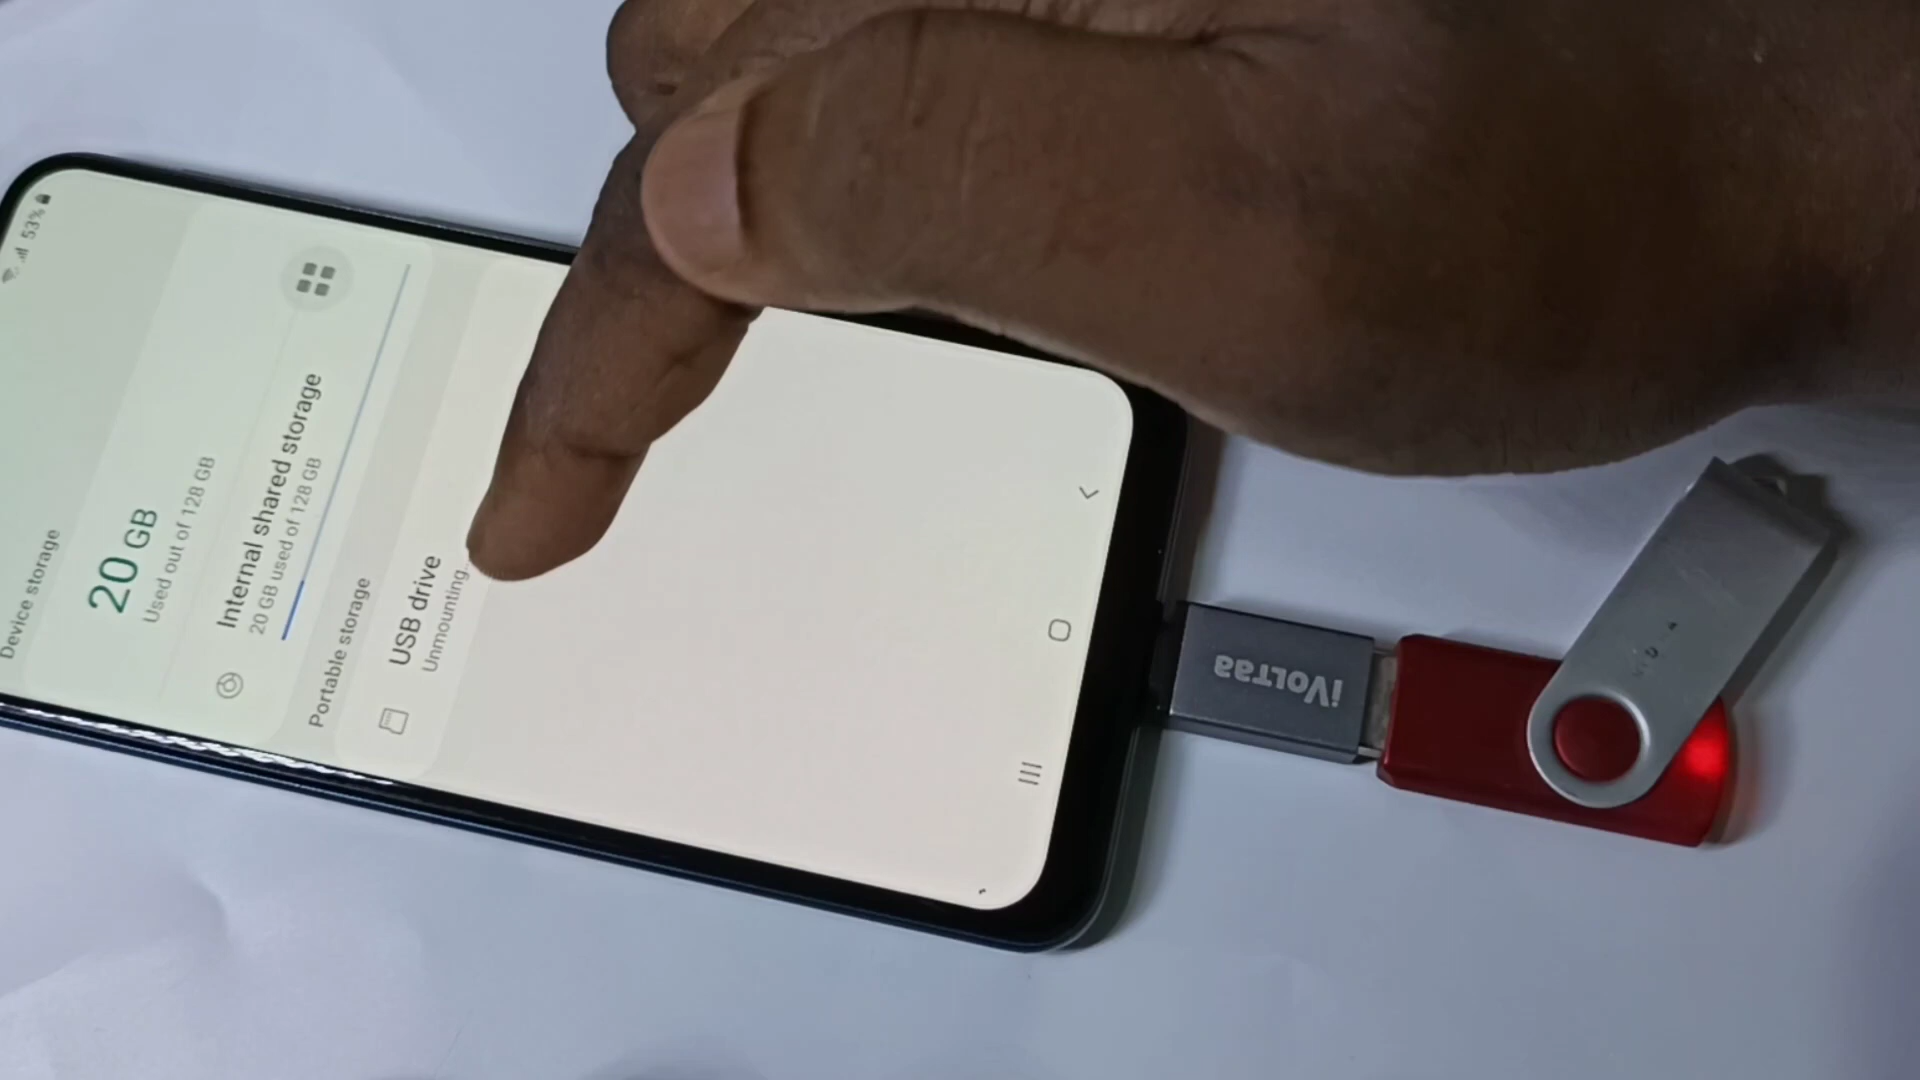 53%
Device storage
20 GB
Used out of 128 GB
Internal shared storage
20 GB used of 128 GB
Portable storage
USB drive
Unmounting...
iVoltaa